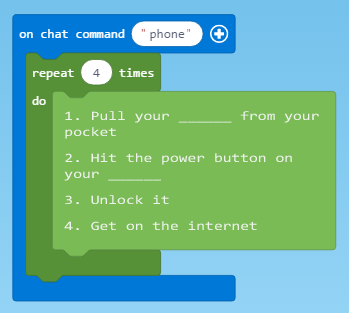 on chat command "phone"
repeat 4 times
do
1. Pull your ______ from your
pocket
2. Hit the power button on
your ______
3. Unlock it
4. Get on the internet